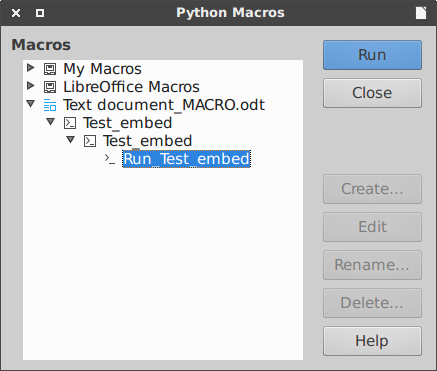 Python Macros
Macros
My Macros
LibreOffice Macros
Text document_MACRO.odt
Test_embed
Test_embed
Run_Test_embed
Run
Close
Create...
Edit
Rename...
Delete...
Help